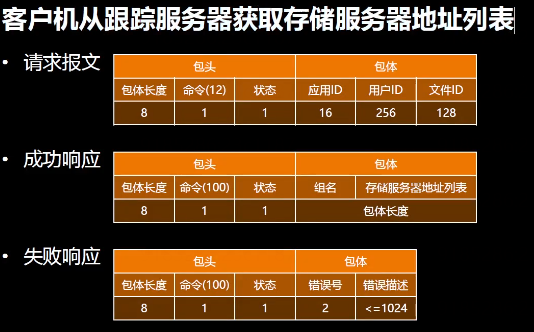 客户机从跟踪服务器获取存储服务器地址列表
• 请求报文
包头 包体
包体长度 命令(12) 状态 应用ID 用户ID 文件ID
8 1 1 16 256 128
• 成功响应
包头 包体
包体长度 命令(100) 状态 组名 存储服务器地址列表
8 1 1 包体长度
• 失败响应
包头 包体
包体长度 命令(100) 状态 错误号 错误描述
8 1 1 2 <=1024